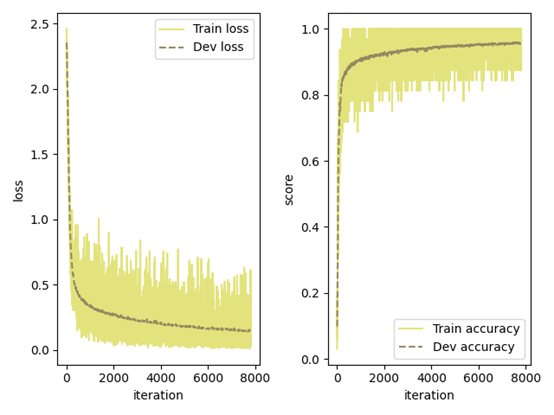 Train loss
Dev loss
2.5
2.0
1.5
1.0
0.5
0.0
loss
0 2000 4000 6000 8000
iteration
1.0
0.8
0.6
0.4
0.2
0.0
score
Train accuracy
Dev accuracy
0 2000 4000 6000 8000
iteration